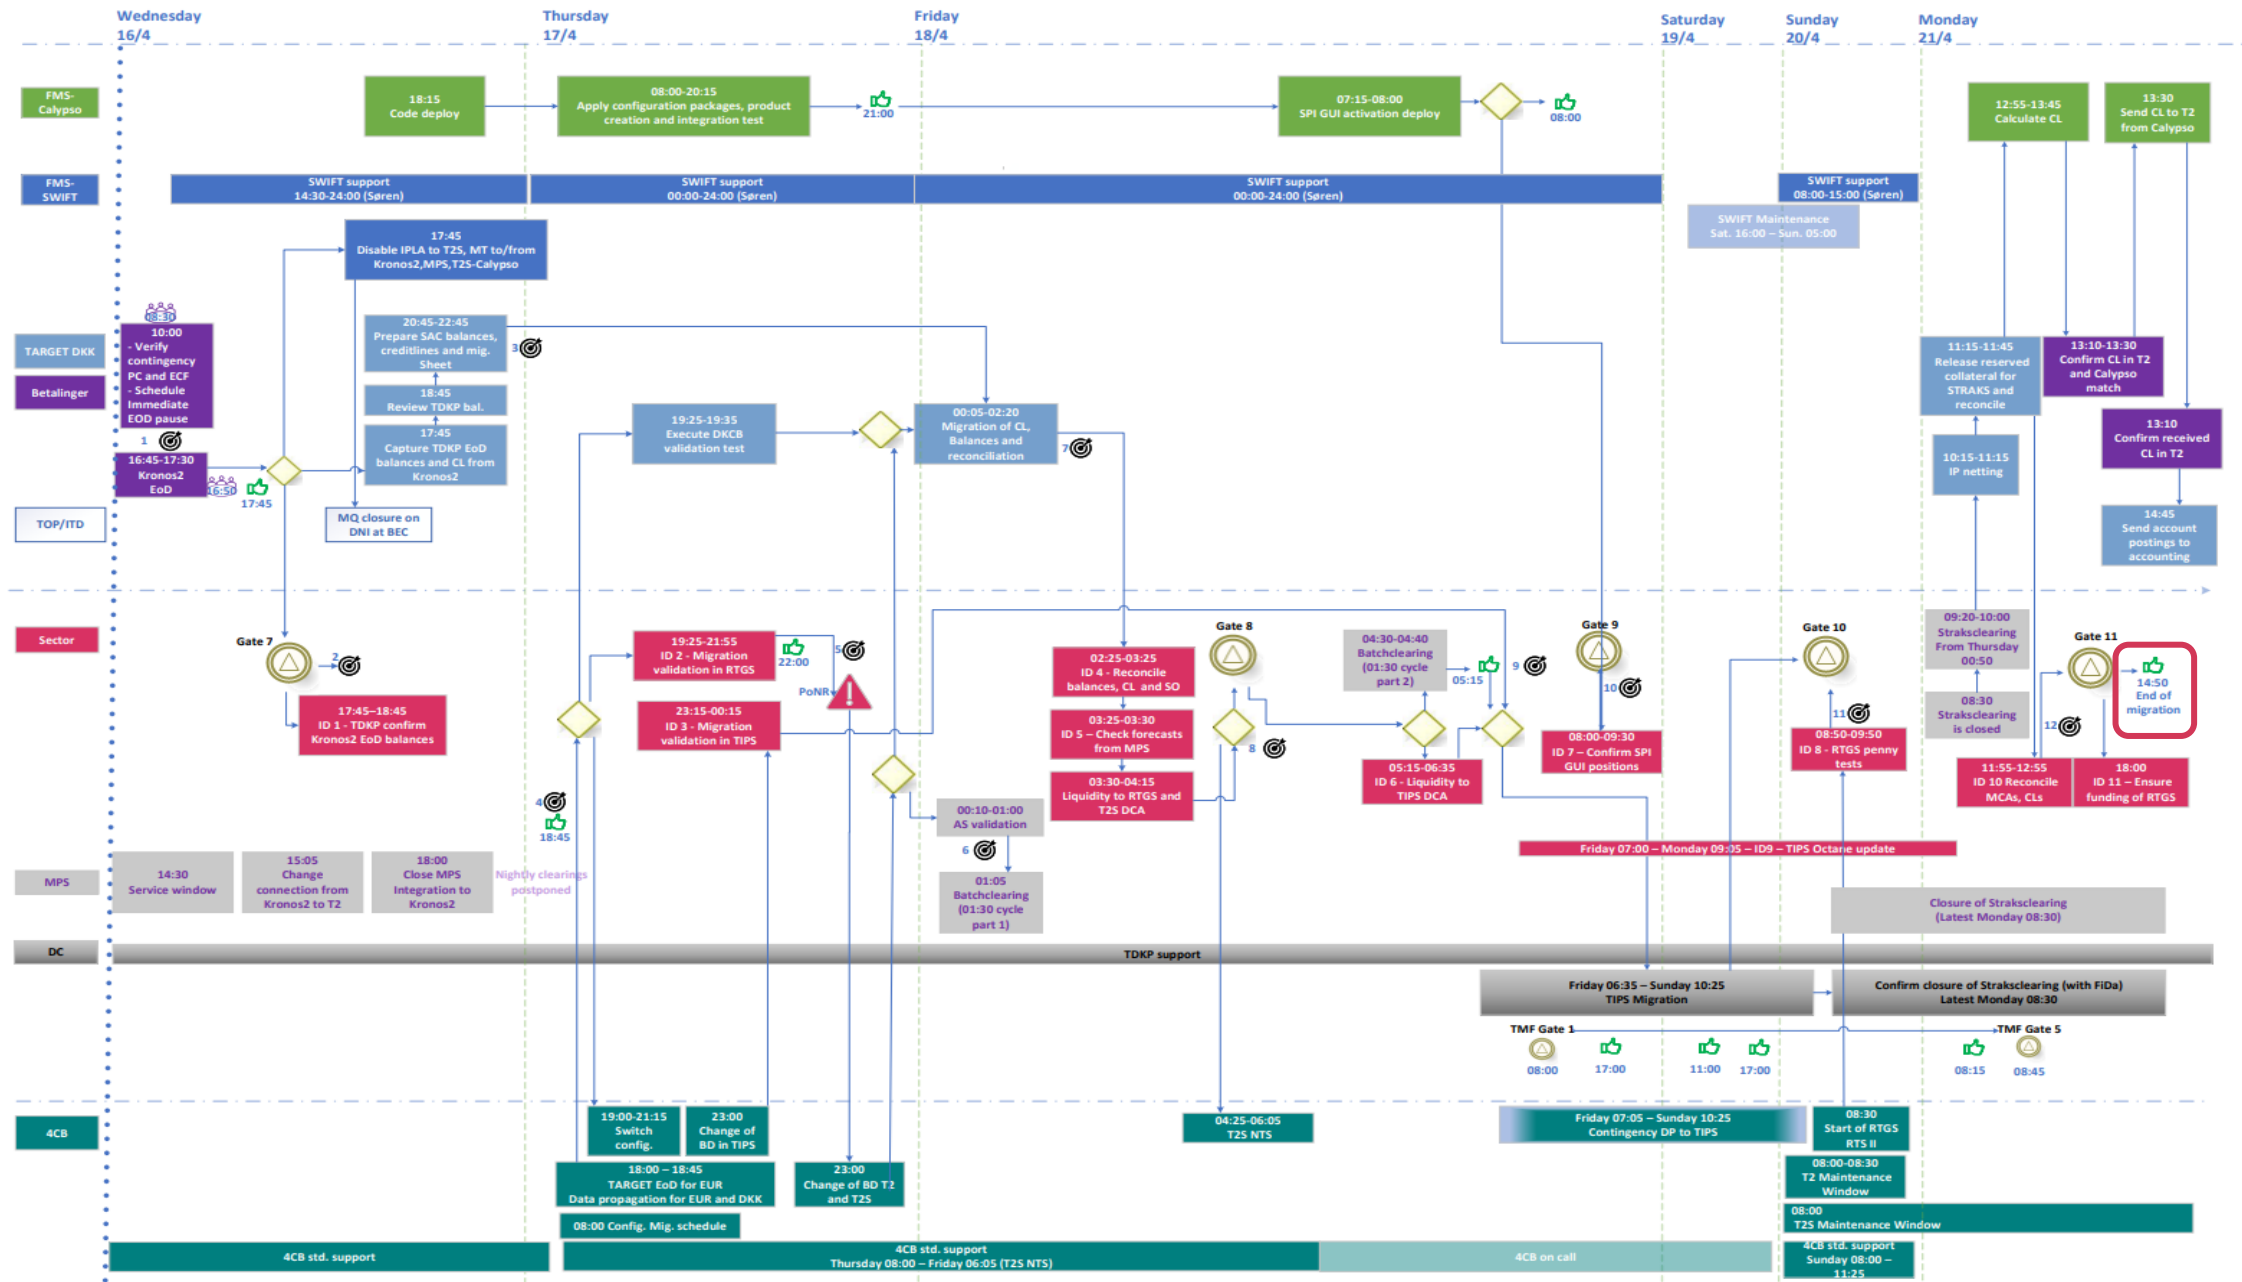 Wednesday
16/4
Thursday
17/4
Friday
18/4
Saturday
19/4
Sunday
20/4
Monday
21/4
FMS-
Calypso
18:15
Code deploy
08:00-20:15
Apply configuration packages, product
creation and integration test
21:00
07:15-08:00
SPI GUI activation deploy
08:00
12:55-13:45
Calculate CL
13:30
Send CL to T2
from Calypso
FMS-
SWIFT
SWIFT support
14:30-24:00 (Søren)
SWIFT support
00:00-24:00 (Søren)
SWIFT support
00:00-24:00 (Søren)
SWIFT support
08:00-15:00 (Søren)
SWIFT Maintenance
Sat. 16:00 – Sun. 05:00
17:45
Disable IPLA to T2S, MT to/from
Kronos2,MPS,T2S-Calypso
TARGET DKK
Betalinger
08:30
10:00
- Verify
contingency
PC and ECF
- Schedule
Immediate
EOD pause
1
16:45-17:30
Kronos2
EoD
16:50
17:45
20:45-22:45
Prepare SAC balances,
creditlines and mig.
Sheet
3
18:45
Review TDKP bal.
17:45
Capture TDKP EoD
balances and CL from
Kronos2
19:25-19:35
Execute DKCB
validation test
00:05-02:20
Migration of CL,
Balances and
reconciliation
7
11:15-11:45
Release reserved
collateral for
STRAKS and
reconcile
13:10-13:30
Confirm CL in T2
and Calypso
match
10:15-11:15
IP netting
13:10
Confirm received
CL in T2
14:45
Send account
postings to
accounting
TOP/ITD
MQ closure on
DNI at BEC
Sector
Gate 7
2
17:45–18:45
ID 1 - TDKP confirm
Kronos2 EoD balances
19:25-21:55
ID 2 - Migration
validation in RTGS
22:00
5
PoNR
23:15-00:15
ID 3 - Migration
validation in TIPS
4
18:45
02:25-03:25
ID 4 - Reconcile
balances, CL and SO
03:25-03:30
ID 5 – Check forecasts
from MPS
03:30-04:15
Liquidity to RTGS and
T2S DCA
Gate 8
8
04:30-04:40
Batchclearing
(01:30 cycle
part 2)
05:15
9
05:15-06:35
ID 6 - Liquidity to
TIPS DCA
Gate 9
10
08:00-09:30
ID 7 – Confirm SPI
GUI positions
Gate 10
11
08:50-09:50
ID 8 - RTGS penny
tests
09:20-10:00
Straksclearing
From Thursday
00:50
08:30
Straksclearing
is closed
Gate 11
12
14:50
End of
migration
11:55-12:55
ID 10 Reconcile
MCAs, CLs
18:00
ID 11 – Ensure
funding of RTGS
00:10-01:00
AS validation
6
01:05
Batchclearing
(01:30 cycle
part 1)
Friday 07:00 – Monday 09:05 – ID9 – TIPS Octane update
MPS
14:30
Service window
15:05
Change
connection from
Kronos2 to T2
18:00
Close MPS
Integration to
Kronos2
Nightly clearings
postponed
Closure of Straksclearing
(Latest Monday 08:30)
DC
TDKP support
Friday 06:35 – Sunday 10:25
TIPS Migration
Confirm closure of Straksclearing (with FiDa)
Latest Monday 08:30
TMF Gate 1
08:00
17:00
11:00
17:00
TMF Gate 5
08:15
08:45
4CB
19:00-21:15
Switch
config.
23:00
Change of
BD in TIPS
18:00 – 18:45
TARGET EoD for EUR
Data propagation for EUR and DKK
23:00
Change of BD T2
and T2S
08:00 Config. Mig. schedule
04:25-06:05
T2S NTS
Friday 07:05 – Sunday 10:25
Contingency DP to TIPS
08:30
Start of RTGS
RTS II
08:00-08:30
T2 Maintenance
Window
08:00
T2S Maintenance Window
4CB std. support
4CB std. support
Thursday 08:00 – Friday 06:05 (T2S NTS)
4CB on call
4CB std. support
Sunday 08:00 –
11:25